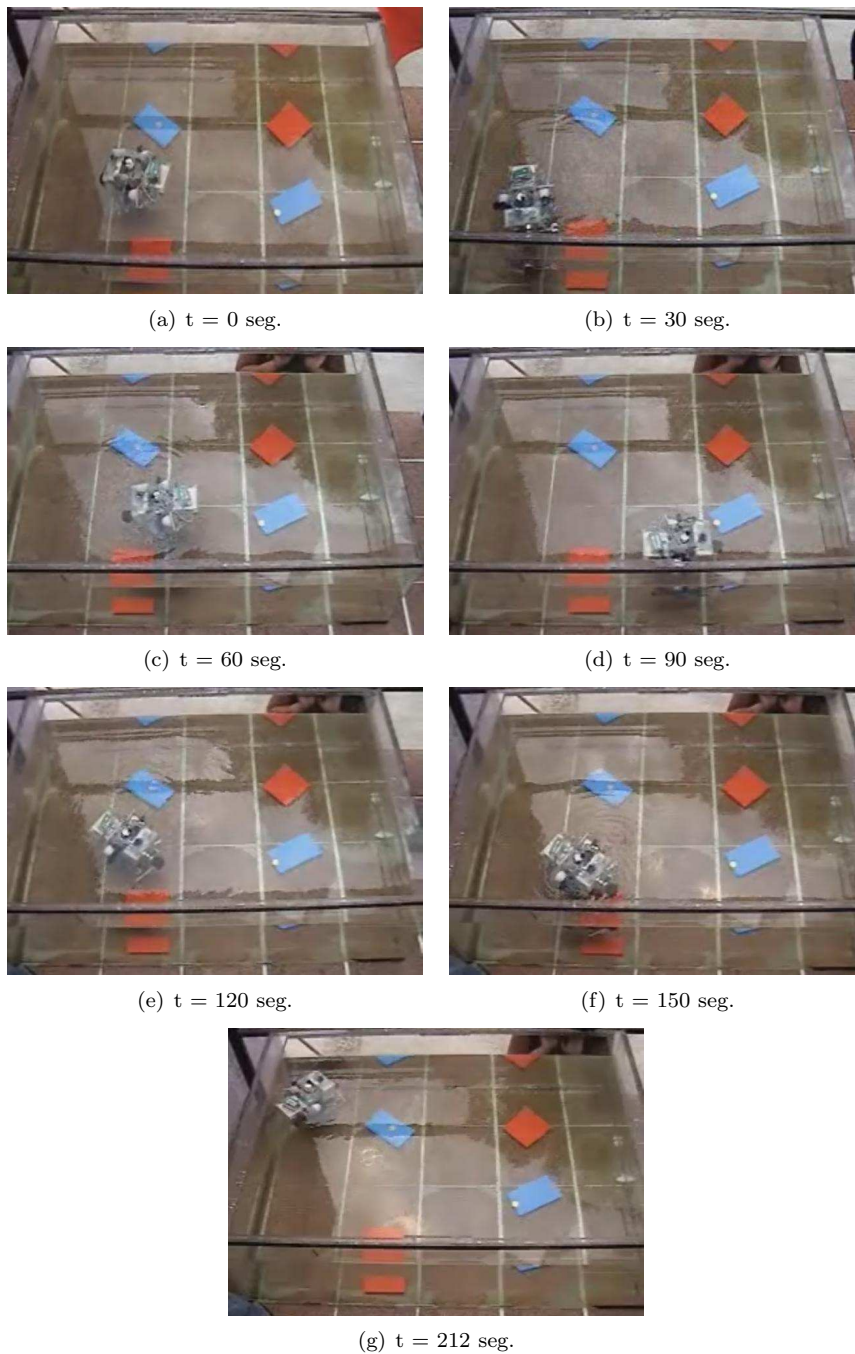 (a) t = 0 seg.
(b) t = 30 seg.
(c) t = 60 seg.
(d) t = 90 seg.
(e) t = 120 seg.
(f) t = 150 seg.
(g) t = 212 seg.